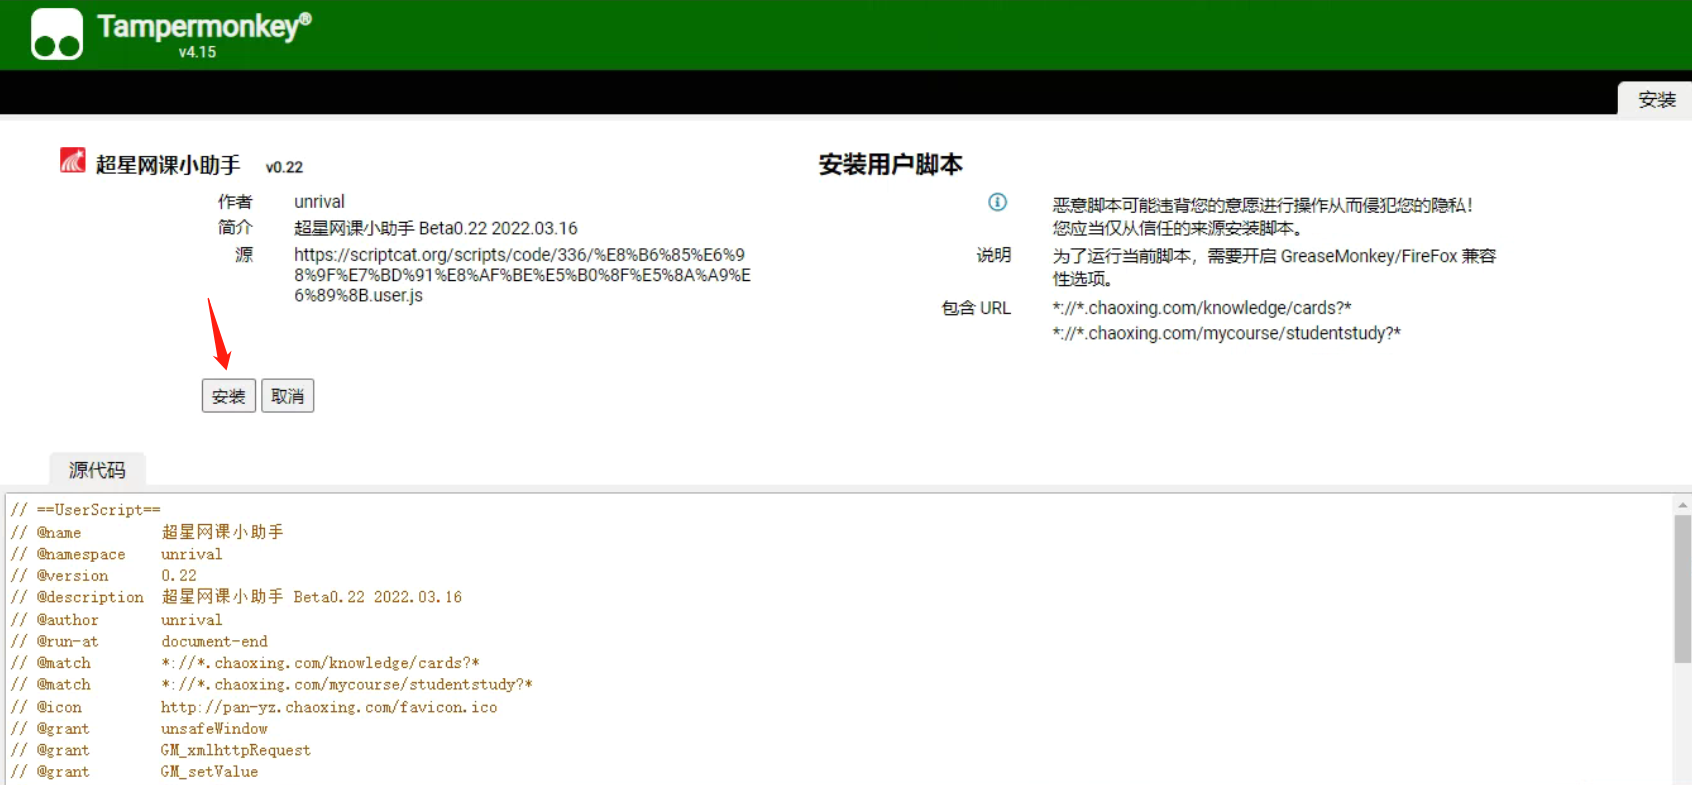 Tampermonkey®
v4.15
安装
超星网课小助手 v0.22
作者 unrival
简介 超星网课小助手 Beta0.22 2022.03.16
源 https://scriptcat.org/scripts/code/336/%E8%B6%85%E6%9
8%9F%E7%BD%91%E8%AF%BE%E5%B0%8F%E5%8A%A9%E
6%89%8B.user.js
安装 取消
安装用户脚本
恶意脚本可能违背您的意愿进行操作从而侵犯您的隐私！
您应当仅从信任的来源安装脚本。
说明 为了运行当前脚本，需要开启 GreaseMonkey/FireFox 兼容
性选项。
包含 URL *://*.chaoxing.com/knowledge/cards?*
*://*.chaoxing.com/mycourse/studentstudy?*
源代码
// ==UserScript==
// @name 超星网课小助手
// @namespace unrival
// @version 0.22
// @description 超星网课小助手 Beta0.22 2022.03.16
// @author unrival
// @run-at document-end
// @match *://*.chaoxing.com/knowledge/cards?*
// @match *://*.chaoxing.com/mycourse/studentstudy?*
// @icon http://pan-yz.chaoxing.com/favicon.ico
// @grant unsafeWindow
// @grant GM_xmlhttpRequest
// @grant GM_setValue